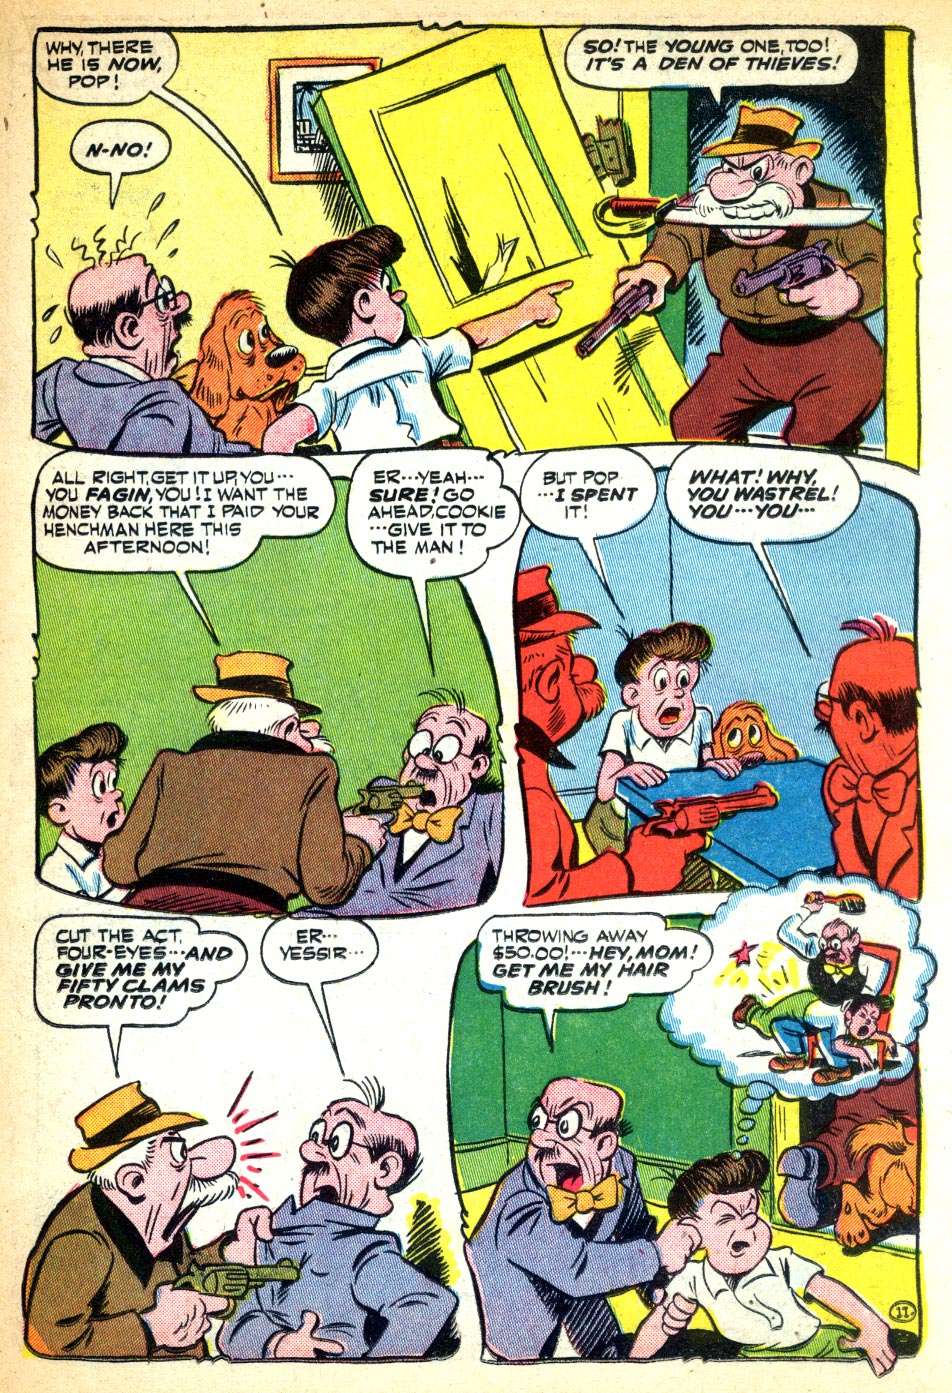 WHY, THERE
HE IS NOW,
POP!
N-NO!
SO! THE YOUNG ONE, TOO!
IT'S A DEN OF THIEVES!
ALL RIGHT, GET IT UP, YOU---
YOU FAGIN, YOU! I WANT THE
MONEY BACK THAT I PAID YOUR
HENCHMAN HERE THIS
AFTERNOON!
ER---YEAH---
SURE! GO
AHEAD, COOKIE
---GIVE IT TO
THE MAN!
BUT POP
---I SPENT
IT!
WHAT! WHY,
YOU WASTREL!
YOU---YOU---
CUT THE ACT,
FOUR-EYES---AND
GIVE ME MY
FIFTY CLAMS
PRONTO!
ER---
YESSIR---
THROWING AWAY
$50.00!---HEY, MOM!
GET ME MY HAIR
BRUSH!
11